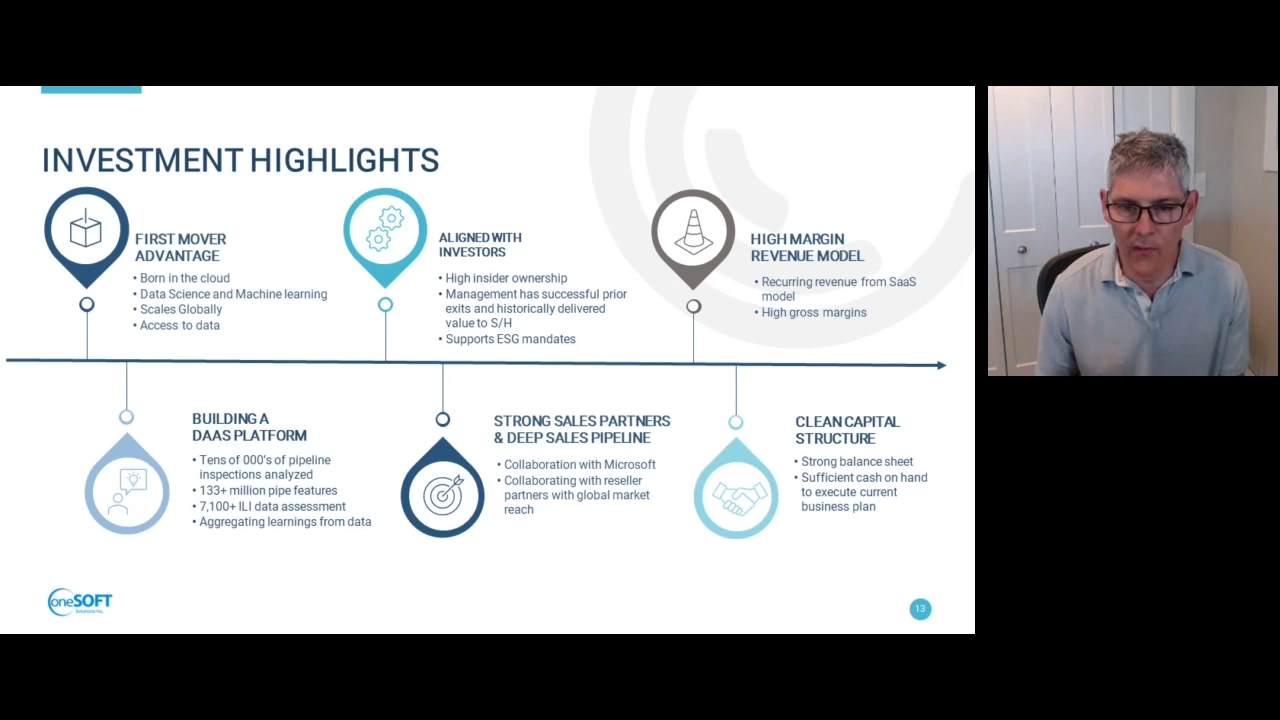 INVESTMENT HIGHLIGHTS
FIRST MOVER
ADVANTAGE
• Born in the cloud
• Data Science and Machine learning
• Scales Globally
• Access to data
ALIGNED WITH
INVESTORS
• High insider ownership
• Management has successful prior
exits and historically delivered
value to S/H
• Supports ESG mandates
HIGH MARGIN
REVENUE MODEL
• Recurring revenue from SaaS
model
• High gross margins
BUILDING A
DAAS PLATFORM
• Tens of 000's of pipeline
inspections analyzed
• 133+ million pipe features
• 7,100+ ILI data assessment
• Aggregating learnings from data
STRONG SALES PARTNERS
& DEEP SALES PIPELINE
• Collaboration with Microsoft
• Collaborating with reseller
partners with global market
reach
CLEAN CAPITAL
STRUCTURE
• Strong balance sheet
• Sufficient cash on hand
to execute current
business plan
oneSOFT
Solutions Inc.
13